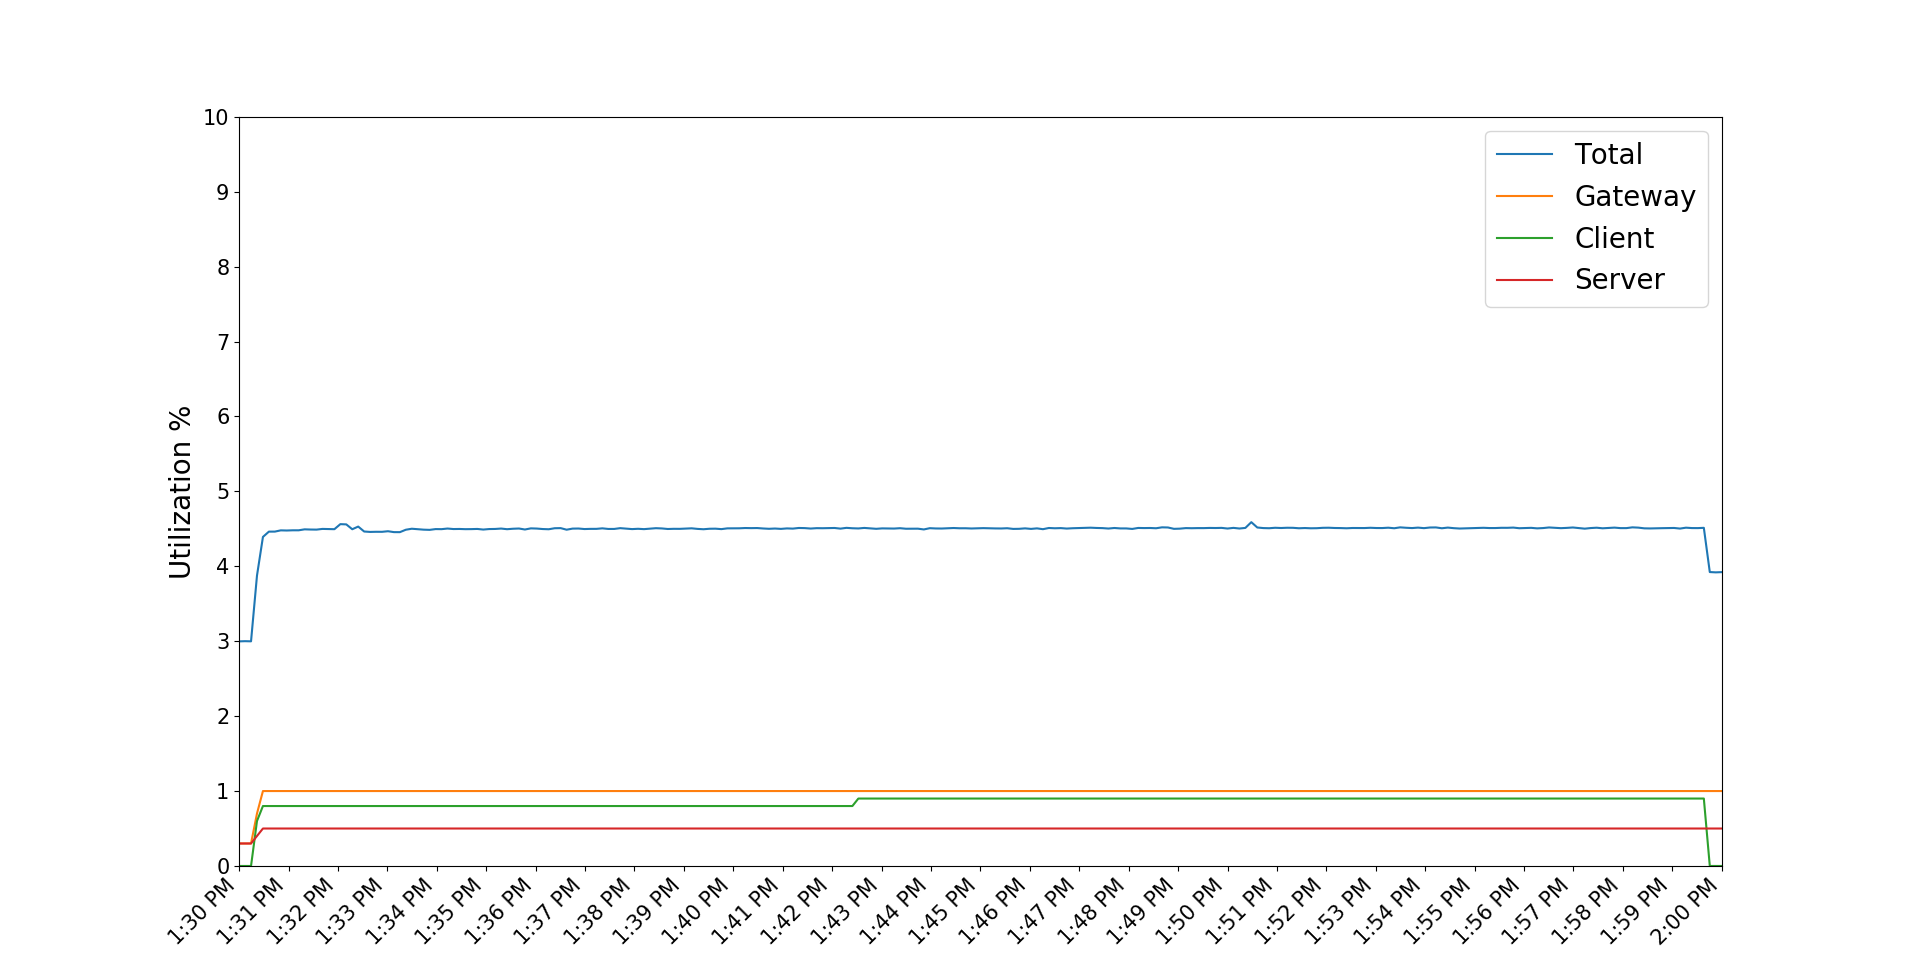 Utilization %
10
9
8
7
6
5
4
3
2
1
0
Total
Gateway
Client
Server
1:30 PM
1:31 PM
1:32 PM
1:33 PM
1:34 PM
1:35 PM
1:36 PM
1:37 PM
1:38 PM
1:39 PM
1:40 PM
1:41 PM
1:42 PM
1:43 PM
1:44 PM
1:45 PM
1:46 PM
1:47 PM
1:48 PM
1:49 PM
1:50 PM
1:51 PM
1:52 PM
1:53 PM
1:54 PM
1:55 PM
1:56 PM
1:57 PM
1:58 PM
1:59 PM
2:00 PM